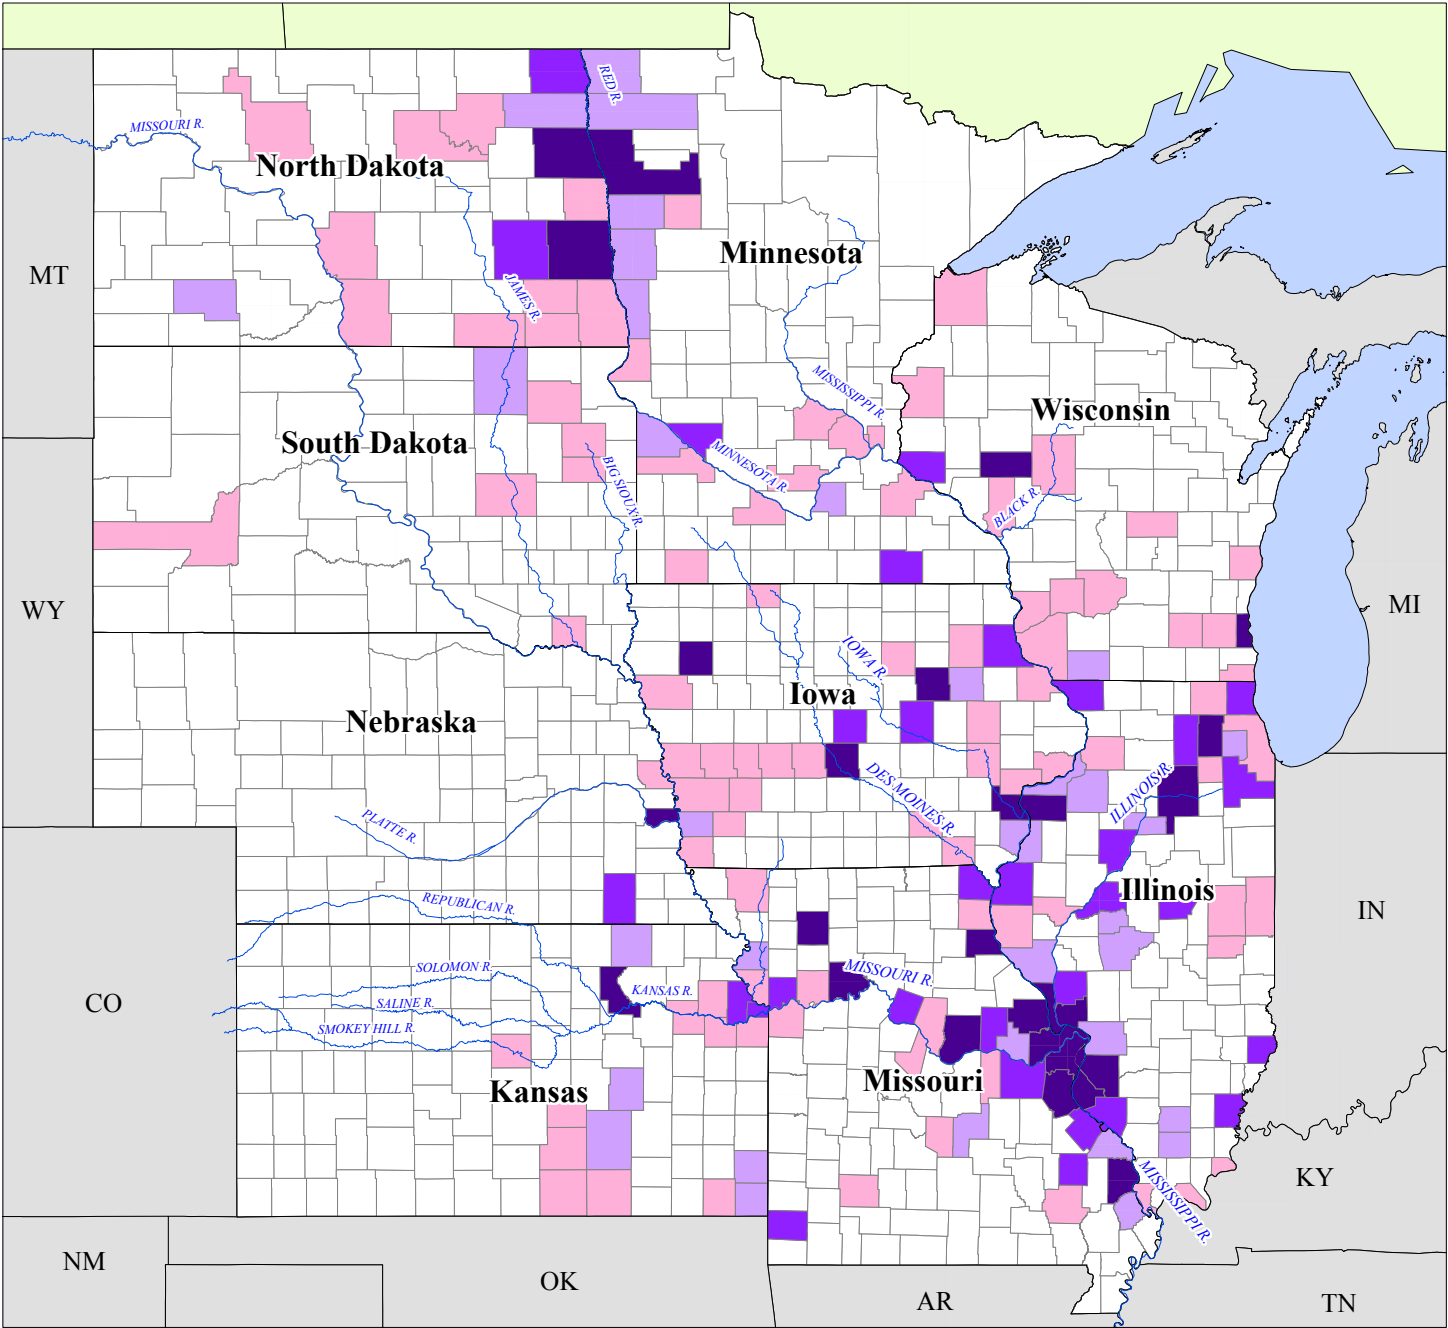 RED R.
MISSOURI R.
North Dakota
Minnesota
MT
JAMES R.
MISSISSIPPI R.
Wisconsin
South Dakota
MINNESOTA R.
BIG SIOUX R.
BLACK R.
WY
MI
IOWA R.
Iowa
Nebraska
DES MOINES R.
ILLINOIS R.
PLATTE R.
Illinois
REPUBLICAN R.
IN
SOLOMON R.
MISSOURI R.
KANSAS R.
CO
SALINE R.
SMOKEY HILL R.
Missouri
Kansas
KY
MISSISSIPPI R.
NM
OK
AR
TN